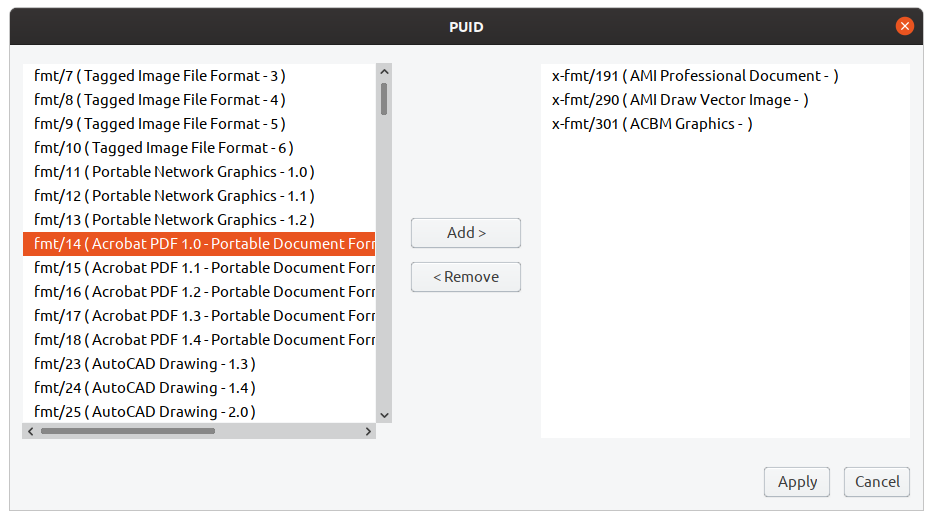 PUID
fmt/7 ( Tagged Image File Format - 3 )
fmt/8 ( Tagged Image File Format - 4 )
fmt/9 ( Tagged Image File Format - 5 )
fmt/10 ( Tagged Image File Format - 6 )
fmt/11 ( Portable Network Graphics - 1.0 )
fmt/12 ( Portable Network Graphics - 1.1 )
fmt/13 ( Portable Network Graphics - 1.2 )
fmt/14 ( Acrobat PDF 1.0 - Portable Document Forr
fmt/15 ( Acrobat PDF 1.1 - Portable Document Forr
fmt/16 ( Acrobat PDF 1.2 - Portable Document Forr
fmt/17 ( Acrobat PDF 1.3 - Portable Document Forr
fmt/18 ( Acrobat PDF 1.4 - Portable Document Forr
fmt/23 ( AutoCAD Drawing - 1.3 )
fmt/24 ( AutoCAD Drawing - 1.4 )
fmt/25 ( AutoCAD Drawing - 2.0 )
Add >
< Remove
x-fmt/191 ( AMI Professional Document - )
x-fmt/290 ( AMI Draw Vector Image - )
x-fmt/301 ( ACBM Graphics - )
Apply
Cancel